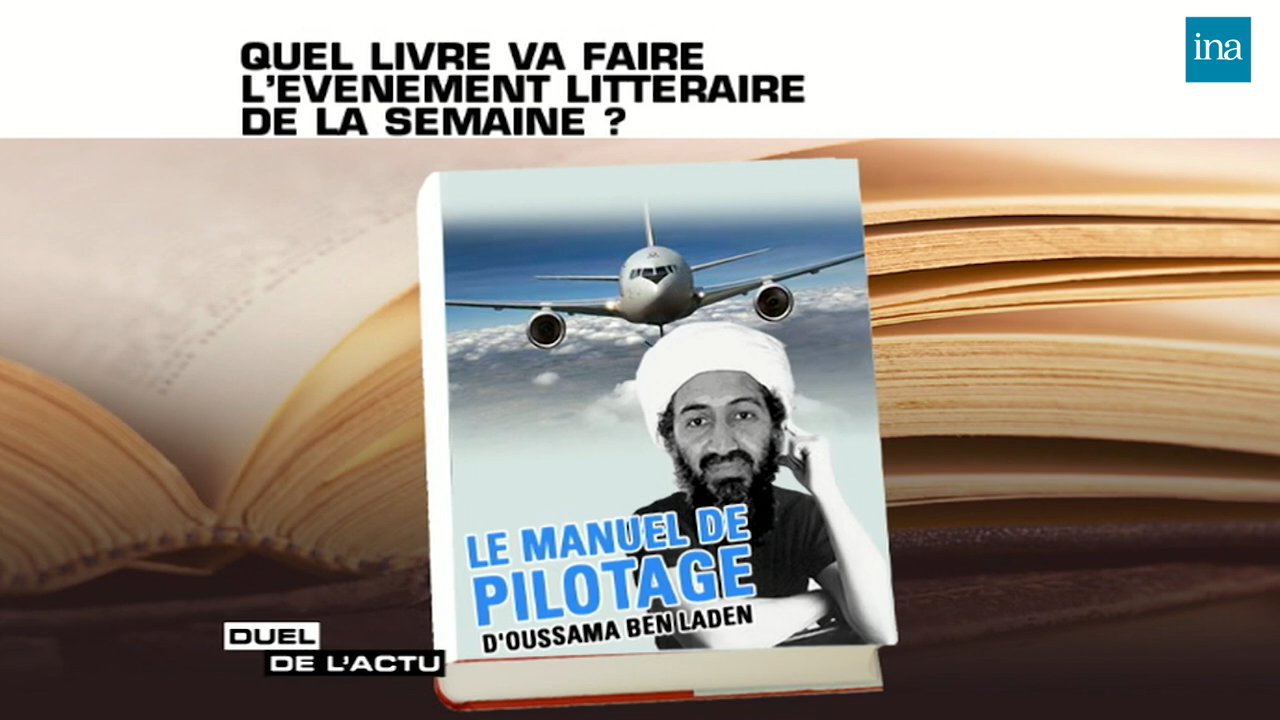 QUEL LIVRE VA FAIRE
L'EVENEMENT LITTERAIRE
DE LA SEMAINE ?
ina
LE MANUEL DE
PILOTAGE
D'OUSSAMA BEN LADEN
DUEL
DE L'ACTU